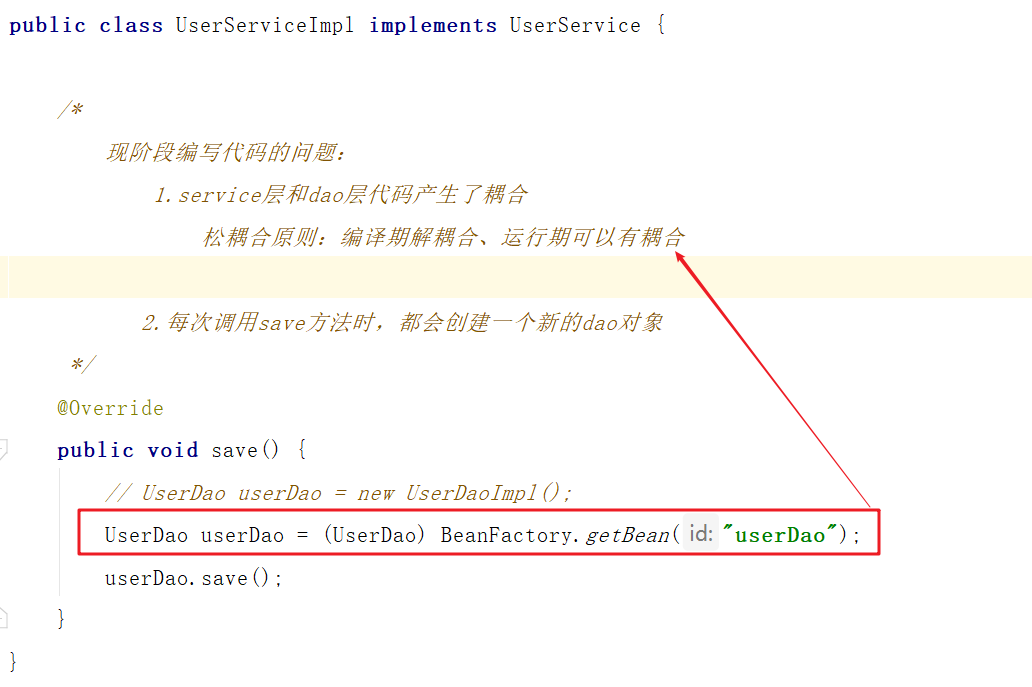 public class UserServiceImpl implements UserService {
/*
现阶段编写代码的问题：
1.service层和dao层代码产生了耦合
松耦合原则：编译期解耦合、运行期可以有耦合
2.每次调用save方法时，都会创建一个新的dao对象
*/
@Override
public void save() {
// UserDao userDao = new UserDaoImpl();
UserDao userDao = (UserDao) BeanFactory.getBean( id: "userDao");
userDao.save();
}
}